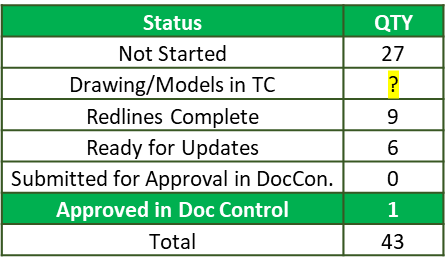 Status QTY
Not Started 27
Drawing/Models in TC ?
Redlines Complete 9
Ready for Updates 6
Submitted for Approval in DocCon. 0
Approved in Doc Control 1
Total 43